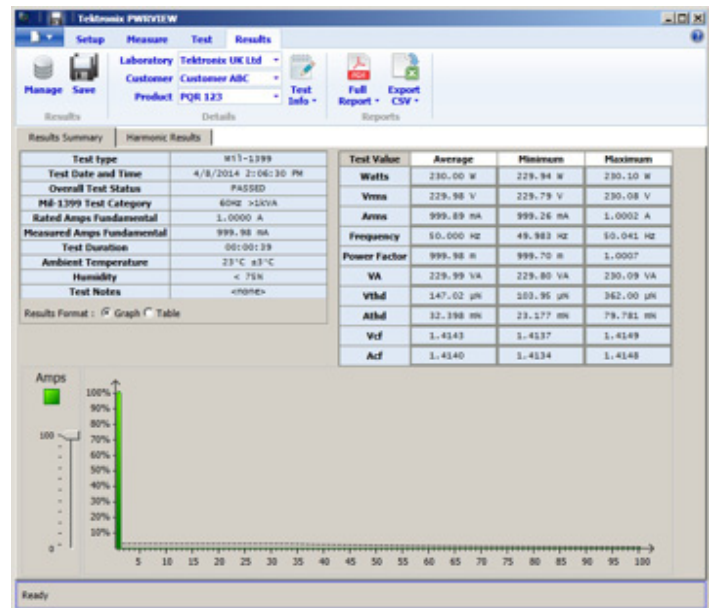 Tektronix PWRVIEW
Setup Measure Test Results
Laboratory Tektronix UK Ltd
Customer Customer ABC
Product PQR 123
Manage Save
Test Info
Full Report
Export CSV
Results Details Reports
Results Summary Harmonic Results
Test type Mil-1399
Test Date and Time 4/8/2014 2:06:30 PM
Overall Test Status PASSED
Mil-1399 Test Category 60Hz >1kVA
Rated Amps Fundamental 1.0000 A
Measured Amps Fundamental 999.98 mA
Test Duration 00:00:39
Ambient Temperature 23°C ±3°C
Humidity < 75%
Test Notes <none>
Results Format : Graph Table
Test Value Average Minimum Maximum
Watts 230.00 W 229.94 W 230.10 W
Vrms 229.98 V 229.79 V 230.08 V
Arms 999.89 mA 999.26 mA 1.0002 A
Frequency 50.000 Hz 49.983 Hz 50.041 Hz
Power Factor 999.98 m 999.70 m 1.0007
VA 229.99 VA 229.80 VA 230.09 VA
Vthd 147.02 µ% 103.95 µ% 362.00 µ%
Athd 32.398 m% 23.177 m% 79.781 m%
Vcf 1.4143 1.4137 1.4149
Acf 1.4140 1.4134 1.4148
Amps
100%
90%
80%
70%
60%
50%
40%
30%
20%
10%
100
0
5 10 15 20 25 30 35 40 45 50 55 60 65 70 75 80 85 90 95 100
Ready